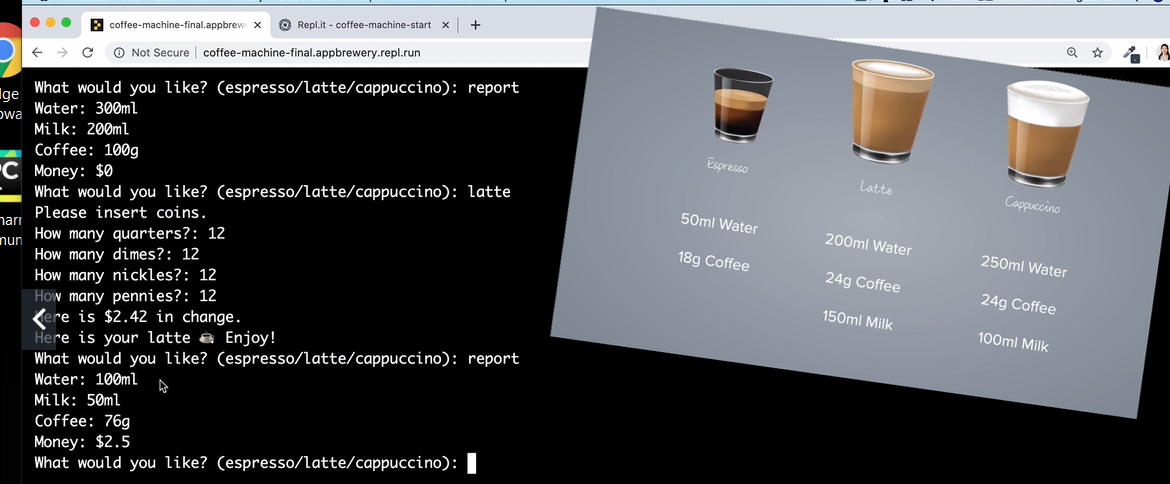 coffee-machine-final.appbrew
Repl.it - coffee-machine-start
Not Secure
coffee-machine-final.appbrewery.repl.run
What would you like? (espresso/latte/cappuccino): report
Water: 300ml
Milk: 200ml
Coffee: 100g
Money: $0
What would you like? (espresso/latte/cappuccino): latte
Please insert coins.
How many quarters?: 12
How many dimes?: 12
How many nickles?: 12
How many pennies?: 12
Here is $2.42 in change.
Here is your latte ☕ Enjoy!
What would you like? (espresso/latte/cappuccino): report
Water: 100ml
Milk: 50ml
Coffee: 76g
Money: $2.5
What would you like? (espresso/latte/cappuccino):
Espresso
50ml Water
18g Coffee
Latte
200ml Water
24g Coffee
150ml Milk
Cappuccino
250ml Water
24g Coffee
100ml Milk